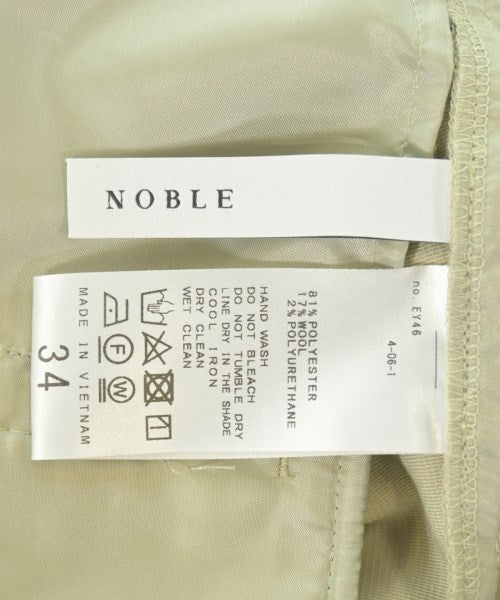 NOBLE
no. EY46
4-06-1
81% POLYESTER
17% WOOL
2% POLYURETHANE
HAND WASH
DO NOT BLEACH
DO NOT TUMBLE DRY
LINE DRY IN THE SHADE
COOL IRON
DRY CLEAN
WET CLEAN
F
W
MADE IN VIETNAM
34